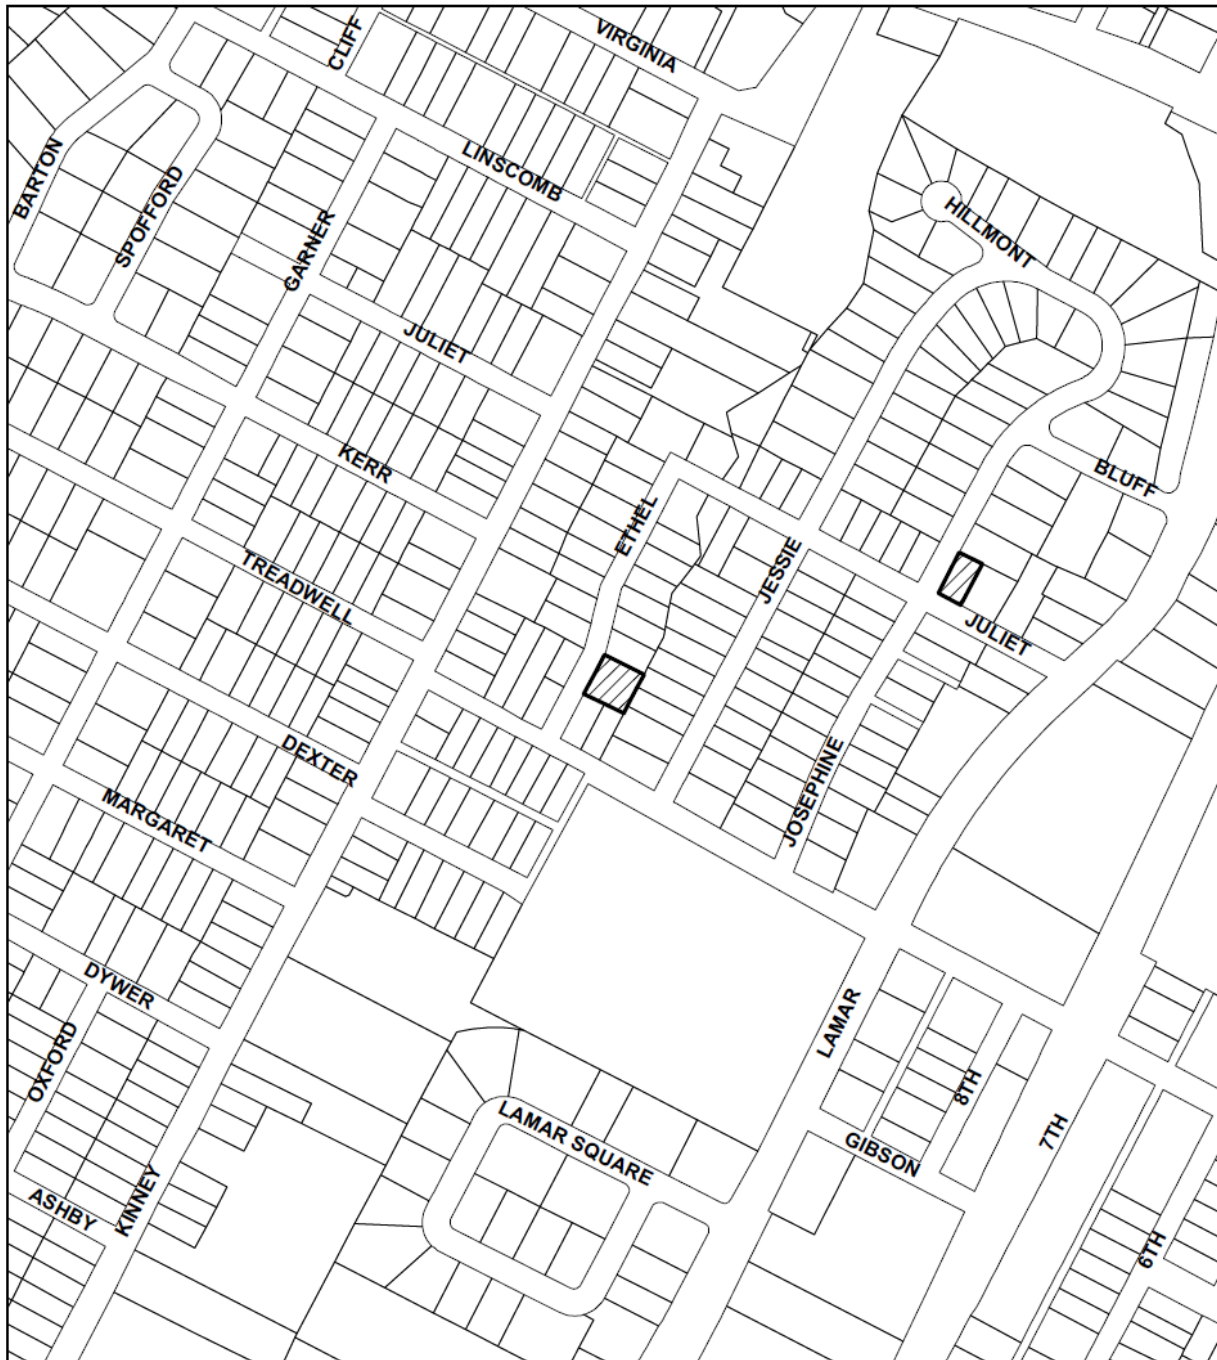 CLIFF
VIRGINIA
BARTON
SPOFFORD
LINSCOMB
GARNER
HILLMONT
JULIET
KERR
BLUFF
ETHEL
JESSIE
TREADWELL
JULIET
DEXTER
JOSEPHINE
MARGARET
DYWER
OXFORD
LAMAR
8TH
7TH
LAMAR SQUARE
GIBSON
ASHBY
KINNEY
6TH